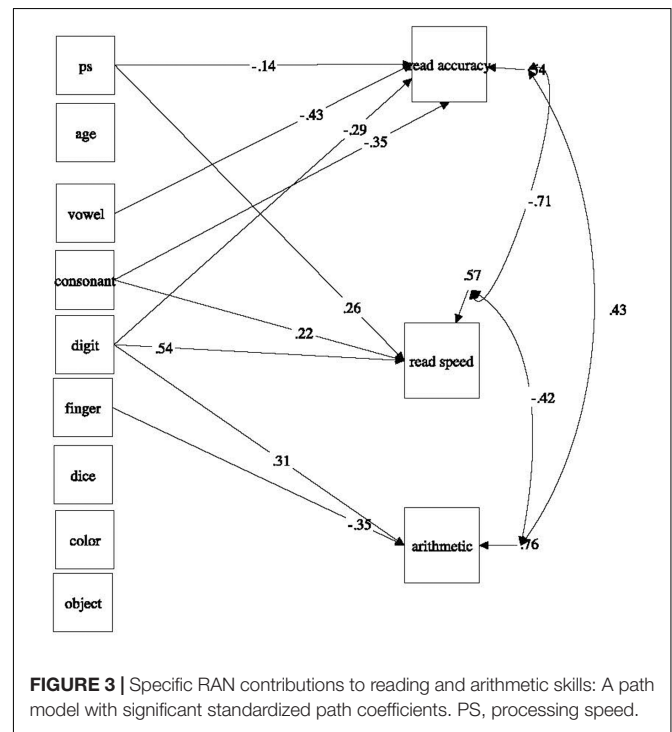 ps
-.14
read accuracy
.54
-.43
-.29
-.35
age
vowel
-.71
consonant
.57
.26
.22
.43
digit
.54
read speed
finger
-.42
.31
dice
-.35
color
arithmetic
.76
object
FIGURE 3 | Specific RAN contributions to reading and arithmetic skills: A path
model with significant standardized path coefficients. PS, processing speed.